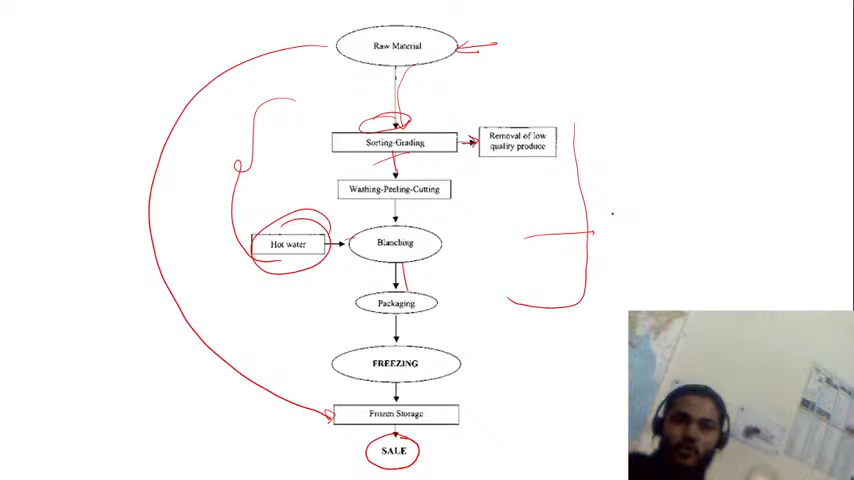 Raw Material
Sorting-Grading
Removal of low
quality produce
Washing-Peeling-Cutting
Hot water
Blanching
Packaging
FREEZING
Frozen Storage
SALE